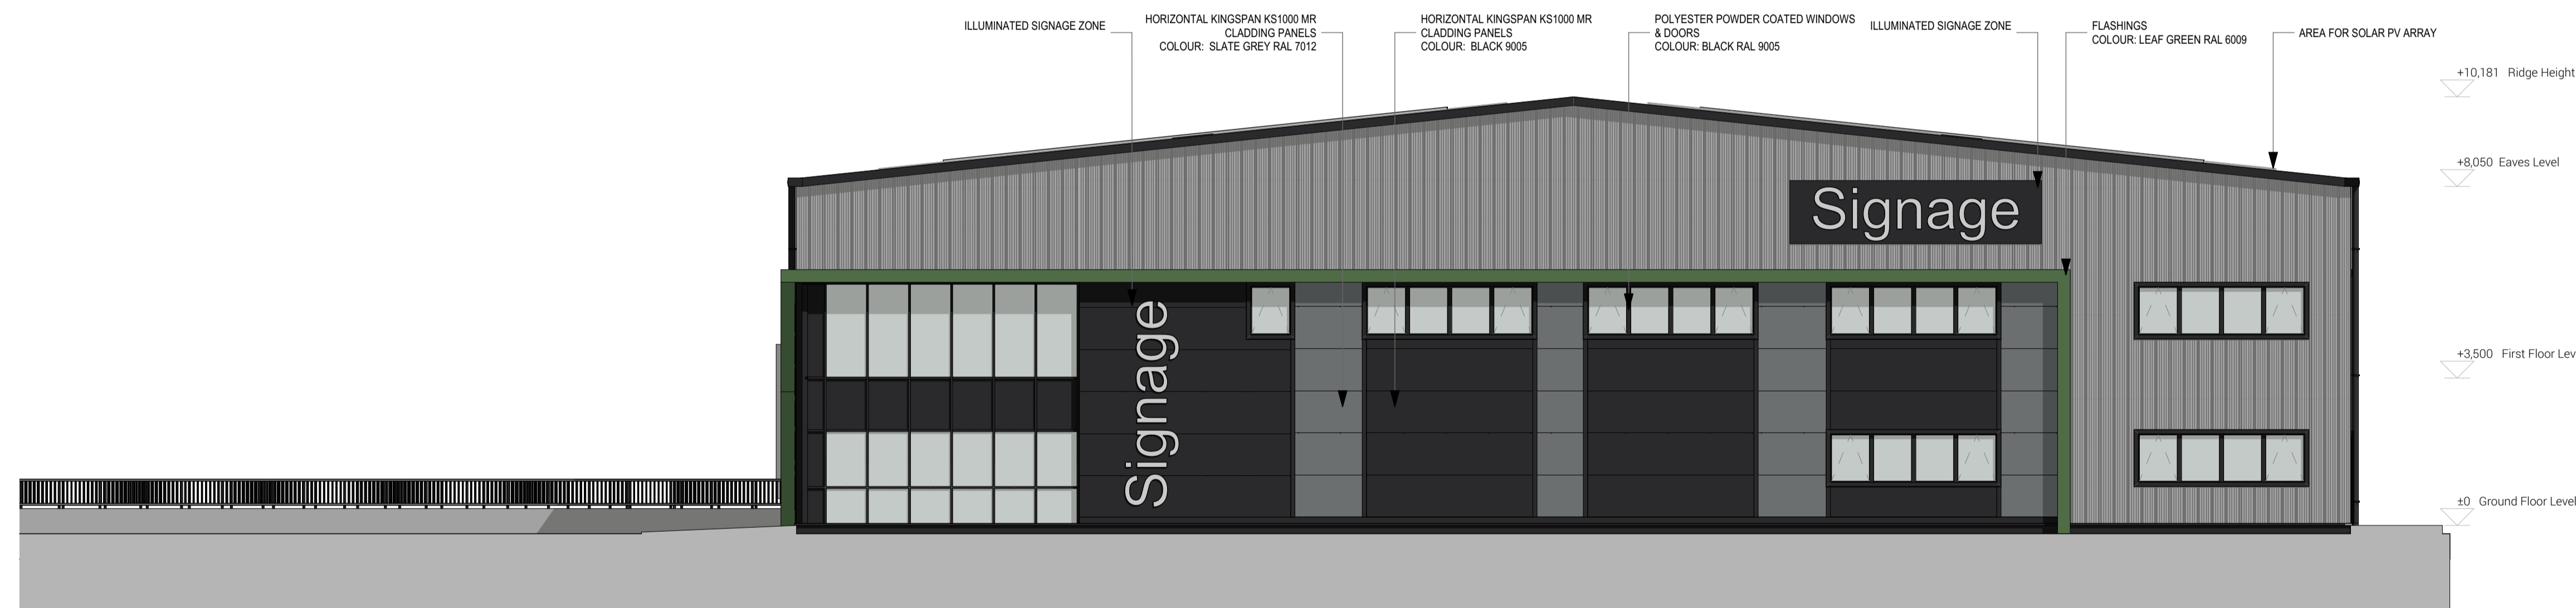 ILLUMINATED SIGNAGE ZONE
HORIZONTAL KINGSPAN KS1000 MR
CLADDING PANELS
COLOUR: SLATE GREY RAL 7012
HORIZONTAL KINGSPAN KS1000 MR
CLADDING PANELS
COLOUR: BLACK 9005
POLYESTER POWDER COATED WINDOWS
& DOORS
COLOUR: BLACK RAL 9005
ILLUMINATED SIGNAGE ZONE
FLASHINGS
COLOUR: LEAF GREEN RAL 6009
AREA FOR SOLAR PV ARRAY
+10,181 Ridge Height
+8,050 Eaves Level
Signage
Signage
+3,500 First Floor Lev
±0 Ground Floor Level